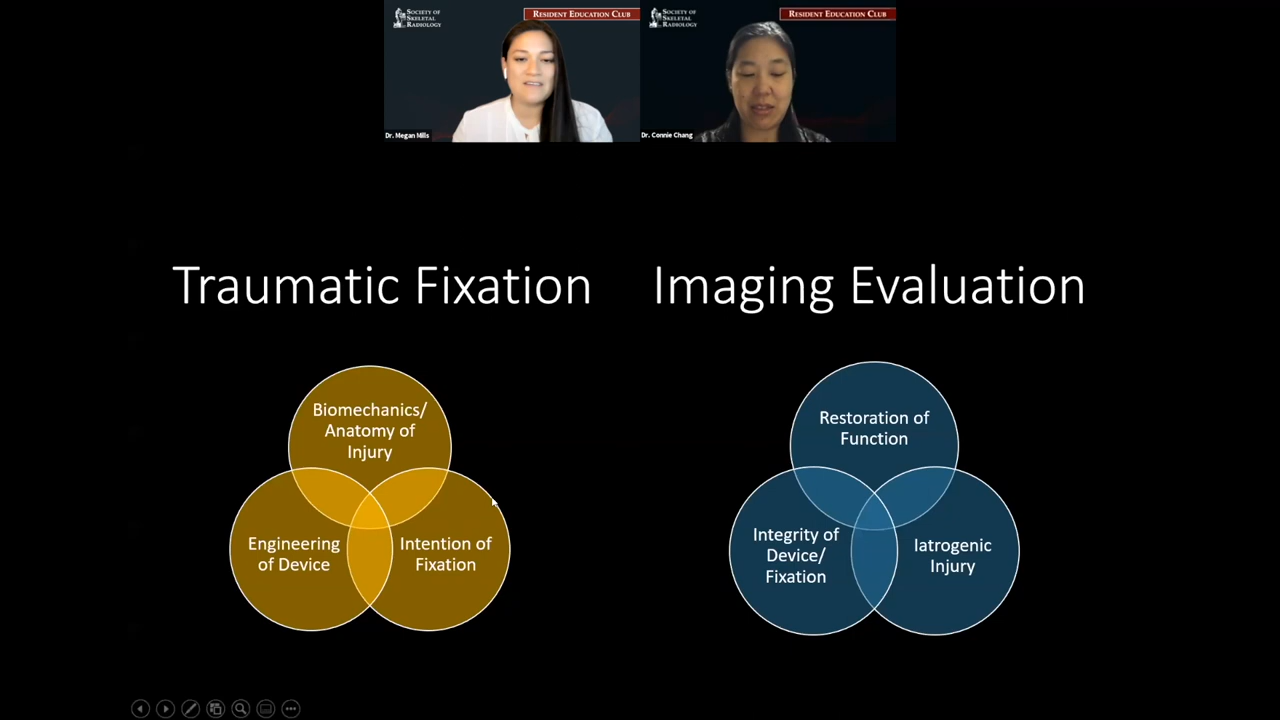 SOCIETY OF
SKELETAL
RADIOLOGY
RESIDENT EDUCATION CLUB
Dr. Megan Mills
SOCIETY OF
SKELETAL
RADIOLOGY
RESIDENT EDUCATION CLUB
Dr. Connie Chang
Traumatic Fixation
Biomechanics/
Anatomy of
Injury
Engineering
of Device
Intention of
Fixation
Imaging Evaluation
Restoration of
Function
Integrity of
Device/
Fixation
Iatrogenic
Injury